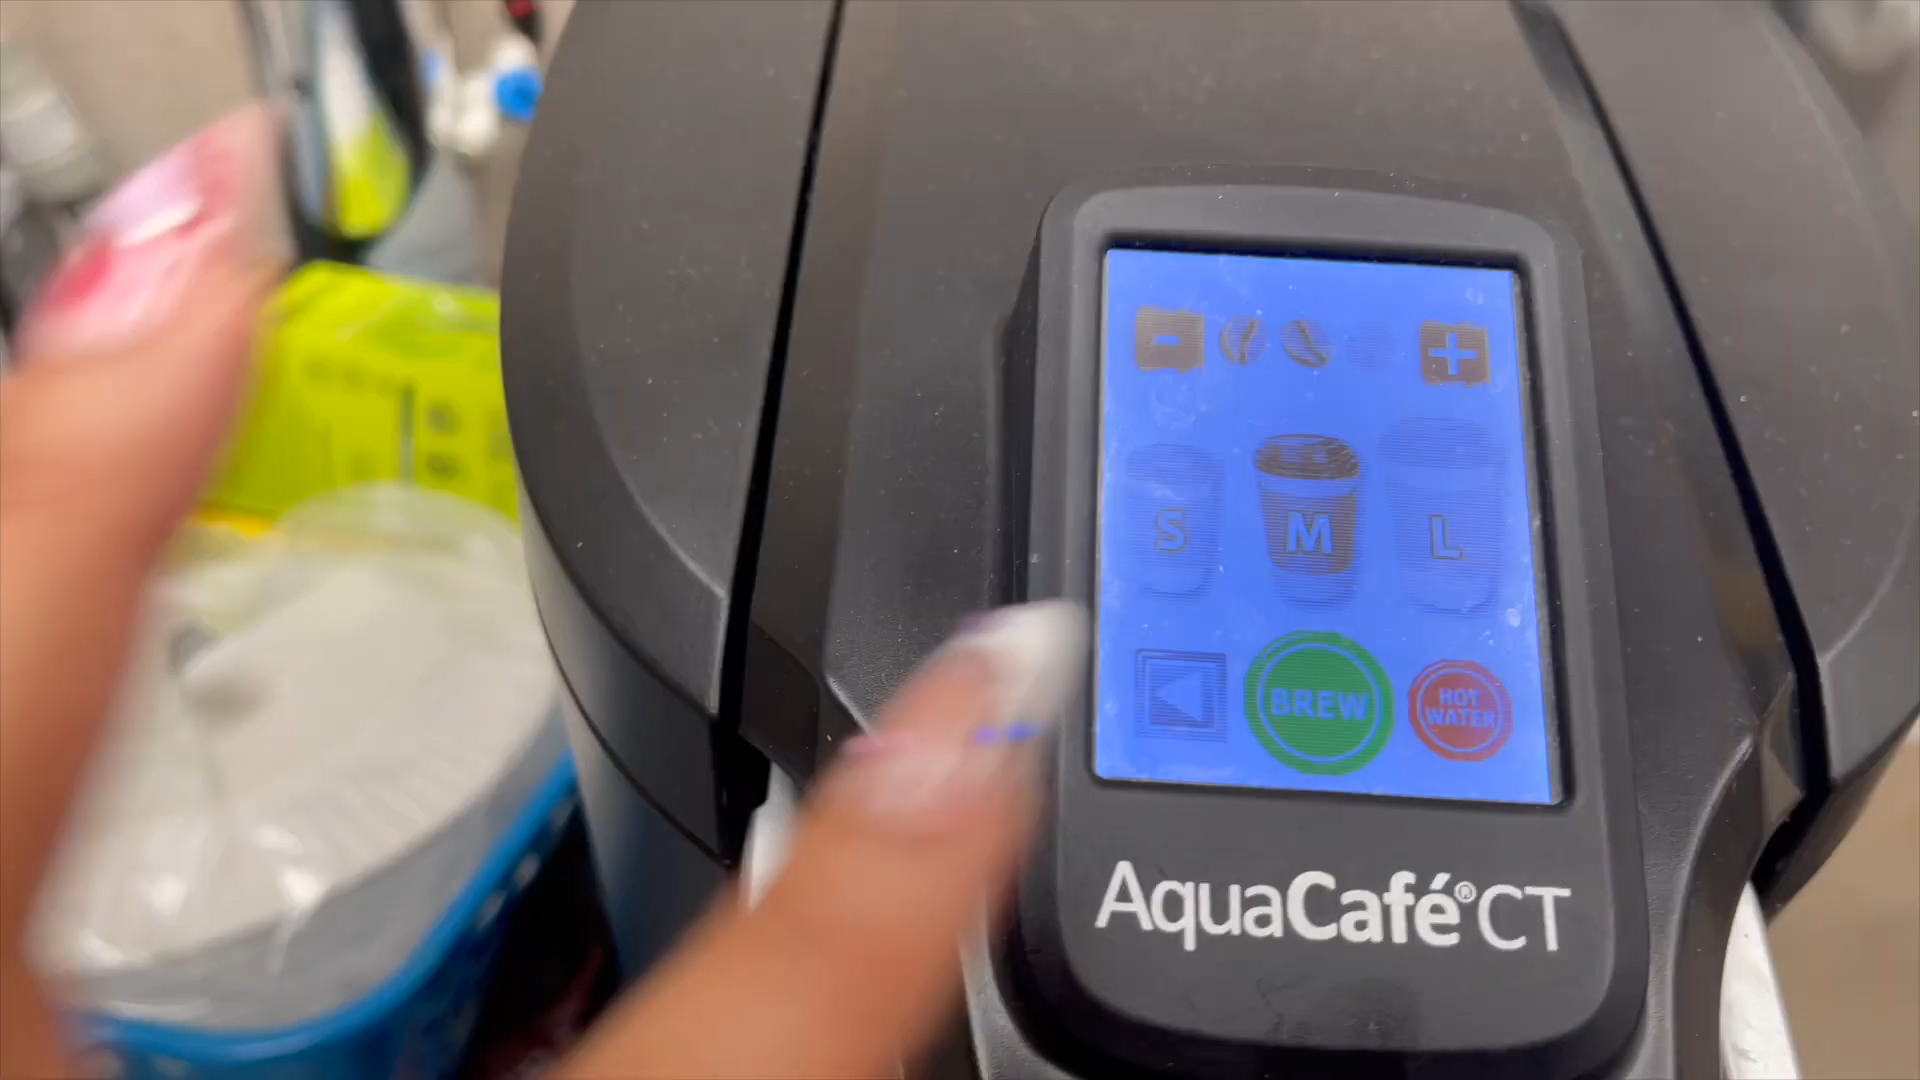 - +
S M L
BREW HOT
WATER
AquaCafé® CT